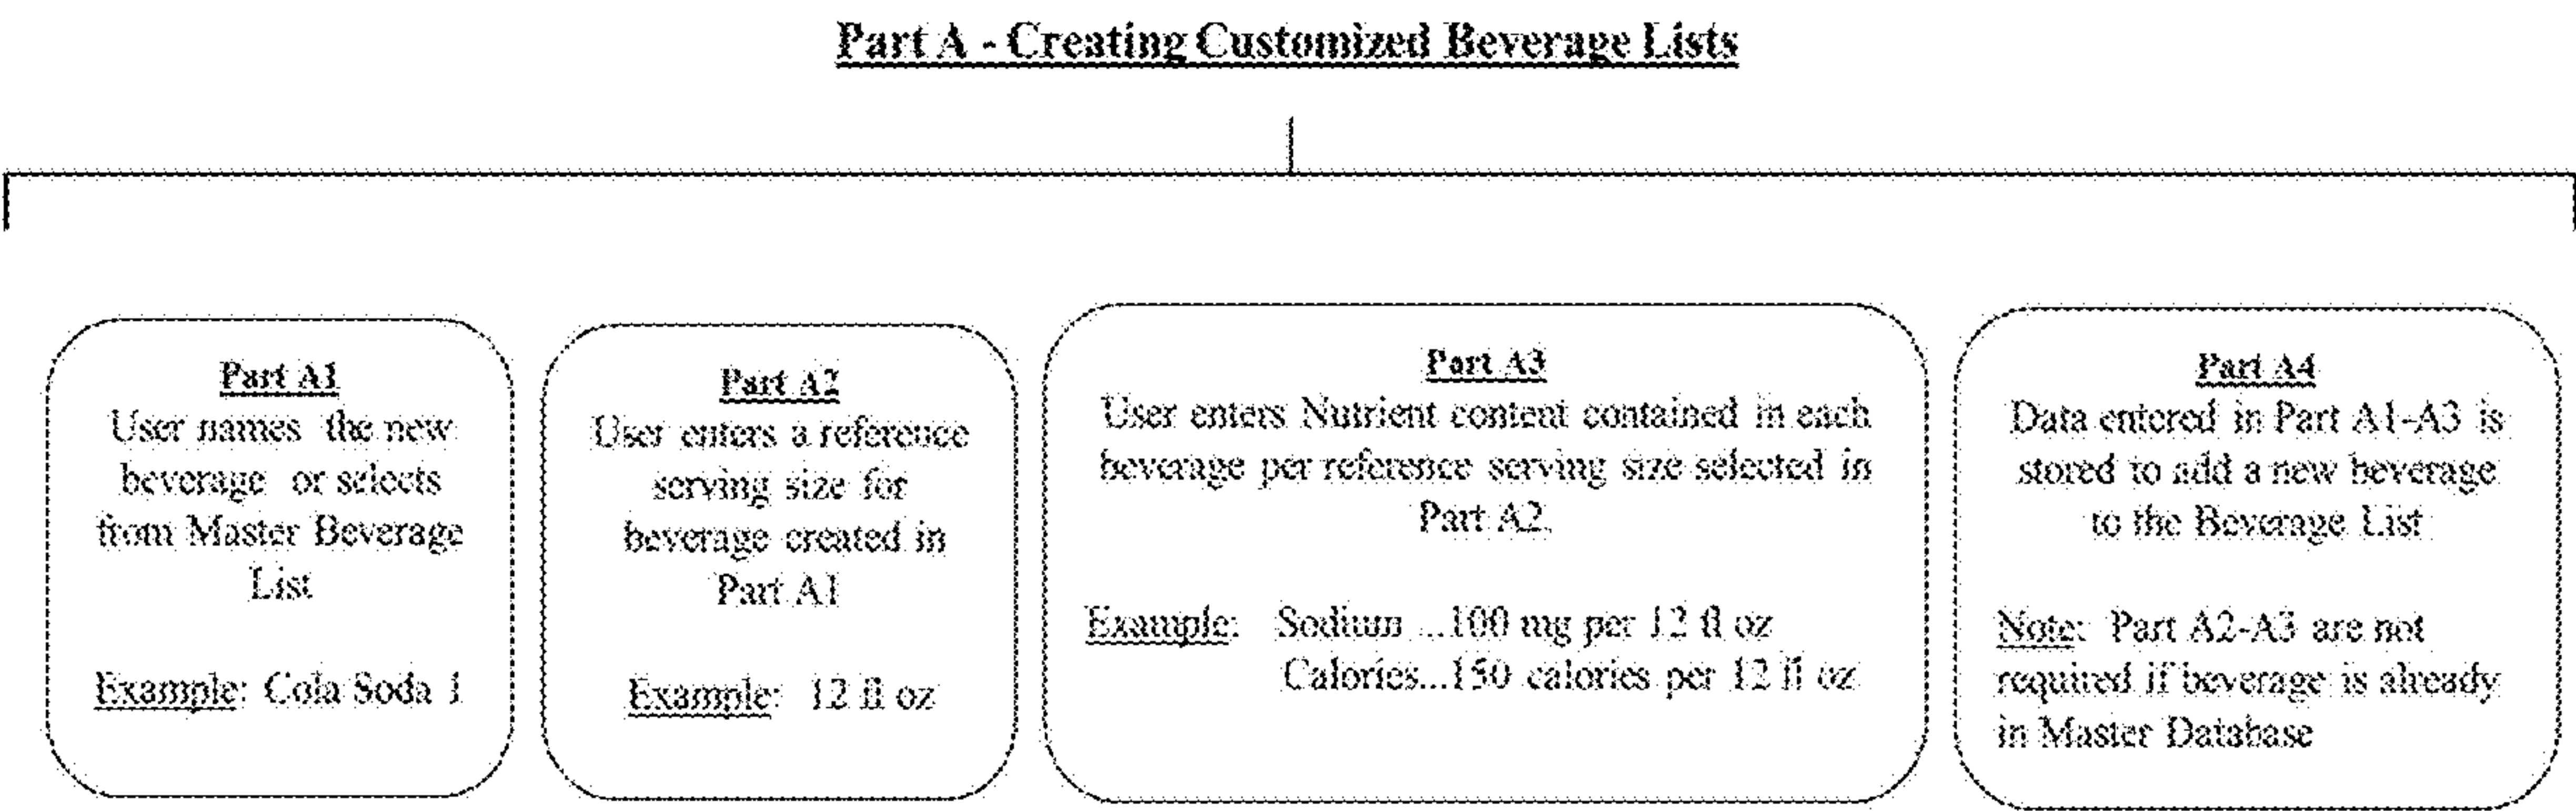 Part A - Creating Customized Beverage Lists
Part A1
User names the new
beverage or selects
from Master Beverage
List
Example: Cola Soda 1
Part A2
User enters a reference
serving size for
beverage created in
Part A1
Example: 12 fl oz
Part A3
User enters Nutrient content contained in each
beverage per reference serving size selected in
Part A2.
Example: Sodium ...100 mg per 12 fl oz
Calories...150 calories per 12 fl oz
Part A4
Data entered in Part A1-A3 is
stored to add a new beverage
to the Beverage List
Note: Part A2-A3 are not
required if beverage is already
in Master Database